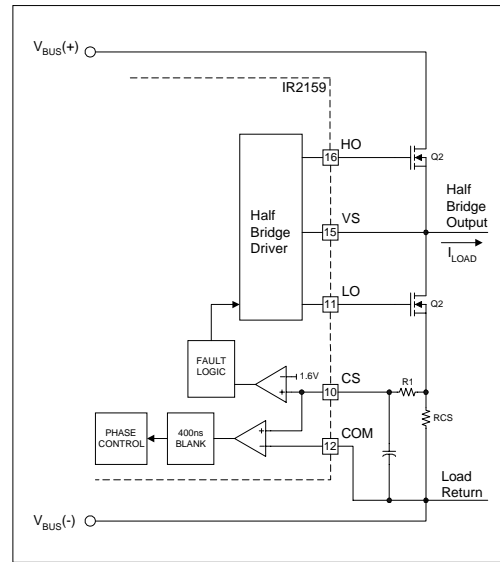 V_BUS(+)
IR2159
HO
16
Q2
Half
Bridge
Driver
VS
15
Half
Bridge
Output
I_LOAD
LO
11
Q2
FAULT
LOGIC
1.6V
+
CS
10
R1
RCS
PHASE
CONTROL
400ns
BLANK
+
COM
12
Load
Return
V_BUS(-)